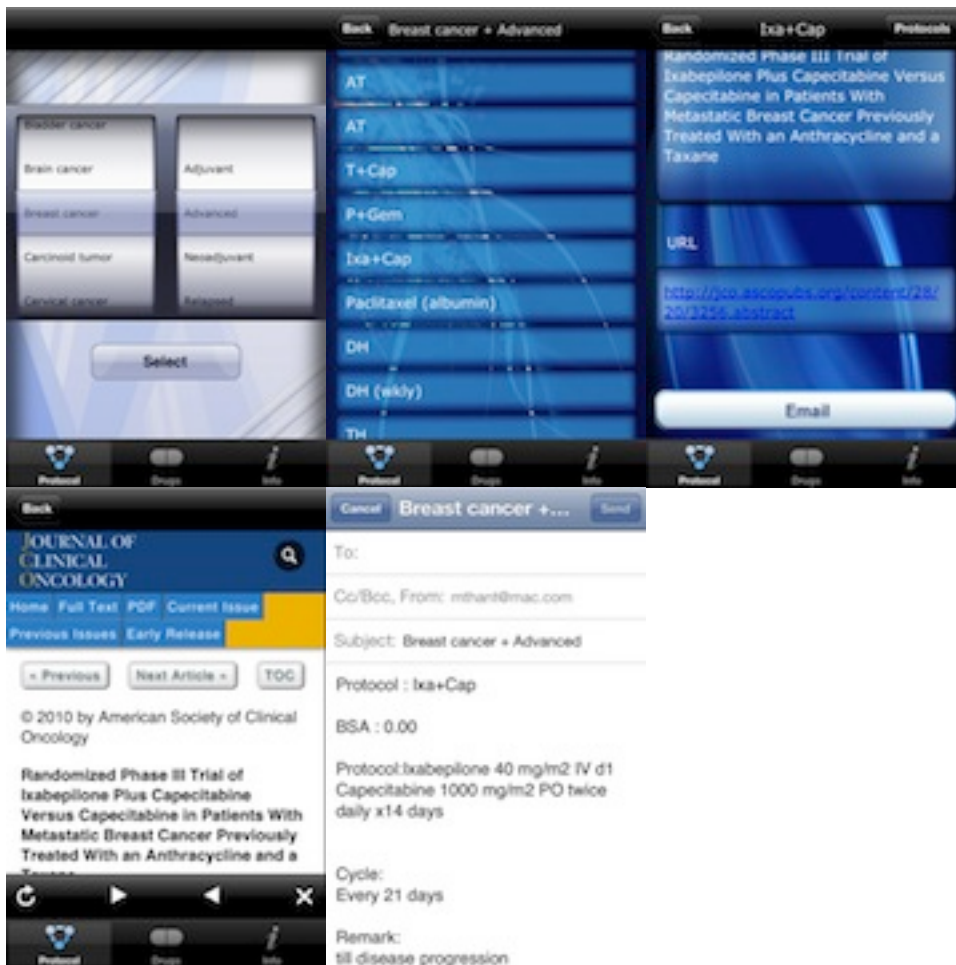 Bladder cancer
Brain cancer
Breast cancer
Carcinoid tumor
Cervical cancer
Adjuvant
Advanced
Neoadjuvant
Relapsed
Select
Protocol Drugs Info
Back Breast cancer + Advanced
AT
AT
T+Cap
P+Gem
Ixa+Cap
Paclitaxel (albumin)
DH
DH (wkly)
TH
Protocol Drugs Info
Back Ixa+Cap Protocols
Randomized Phase III Trial of
Ixabepilone Plus Capecitabine Versus
Capecitabine in Patients With
Metastatic Breast Cancer Previously
Treated With an Anthracycline and a
Taxane
URL
http://jco.ascopubs.org/content/28/
20/3256.abstract
Email
Protocol Drugs Info
Back
JOURNAL OF
CLINICAL
ONCOLOGY
Home Full Text PDF Current Issue
Previous Issues Early Release
« Previous Next Article » TOC
© 2010 by American Society of Clinical
Oncology
Randomized Phase III Trial of
Ixabepilone Plus Capecitabine
Versus Capecitabine in Patients With
Metastatic Breast Cancer Previously
Treated With an Anthracycline and a
Taxane
Protocol Drugs Info
Cancel Breast cancer +... Send
To:
Cc/Bcc, From: mthant@mac.com
Subject: Breast cancer + Advanced
Protocol : Ixa+Cap
BSA : 0.00
Protocol:Ixabepilone 40 mg/m2 IV d1
Capecitabine 1000 mg/m2 PO twice
daily x14 days
Cycle:
Every 21 days
Remark:
till disease progression